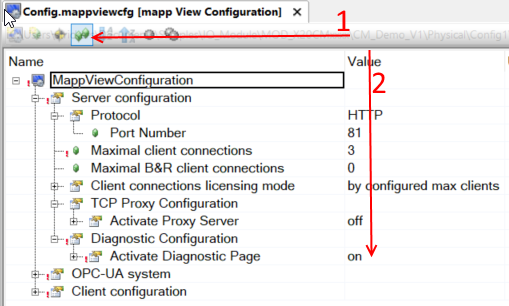 Config.mappviewcfg [mapp View Configuration]
1
Name Value
2
MappViewConfiguration
Server configuration
Protocol HTTP
Port Number 81
Maximal client connections 3
Maximal B&R client connections 0
Client connections licensing mode by configured max clients
TCP Proxy Configuration
Activate Proxy Server off
Diagnostic Configuration
Activate Diagnostic Page on
OPC-UA system
Client configuration